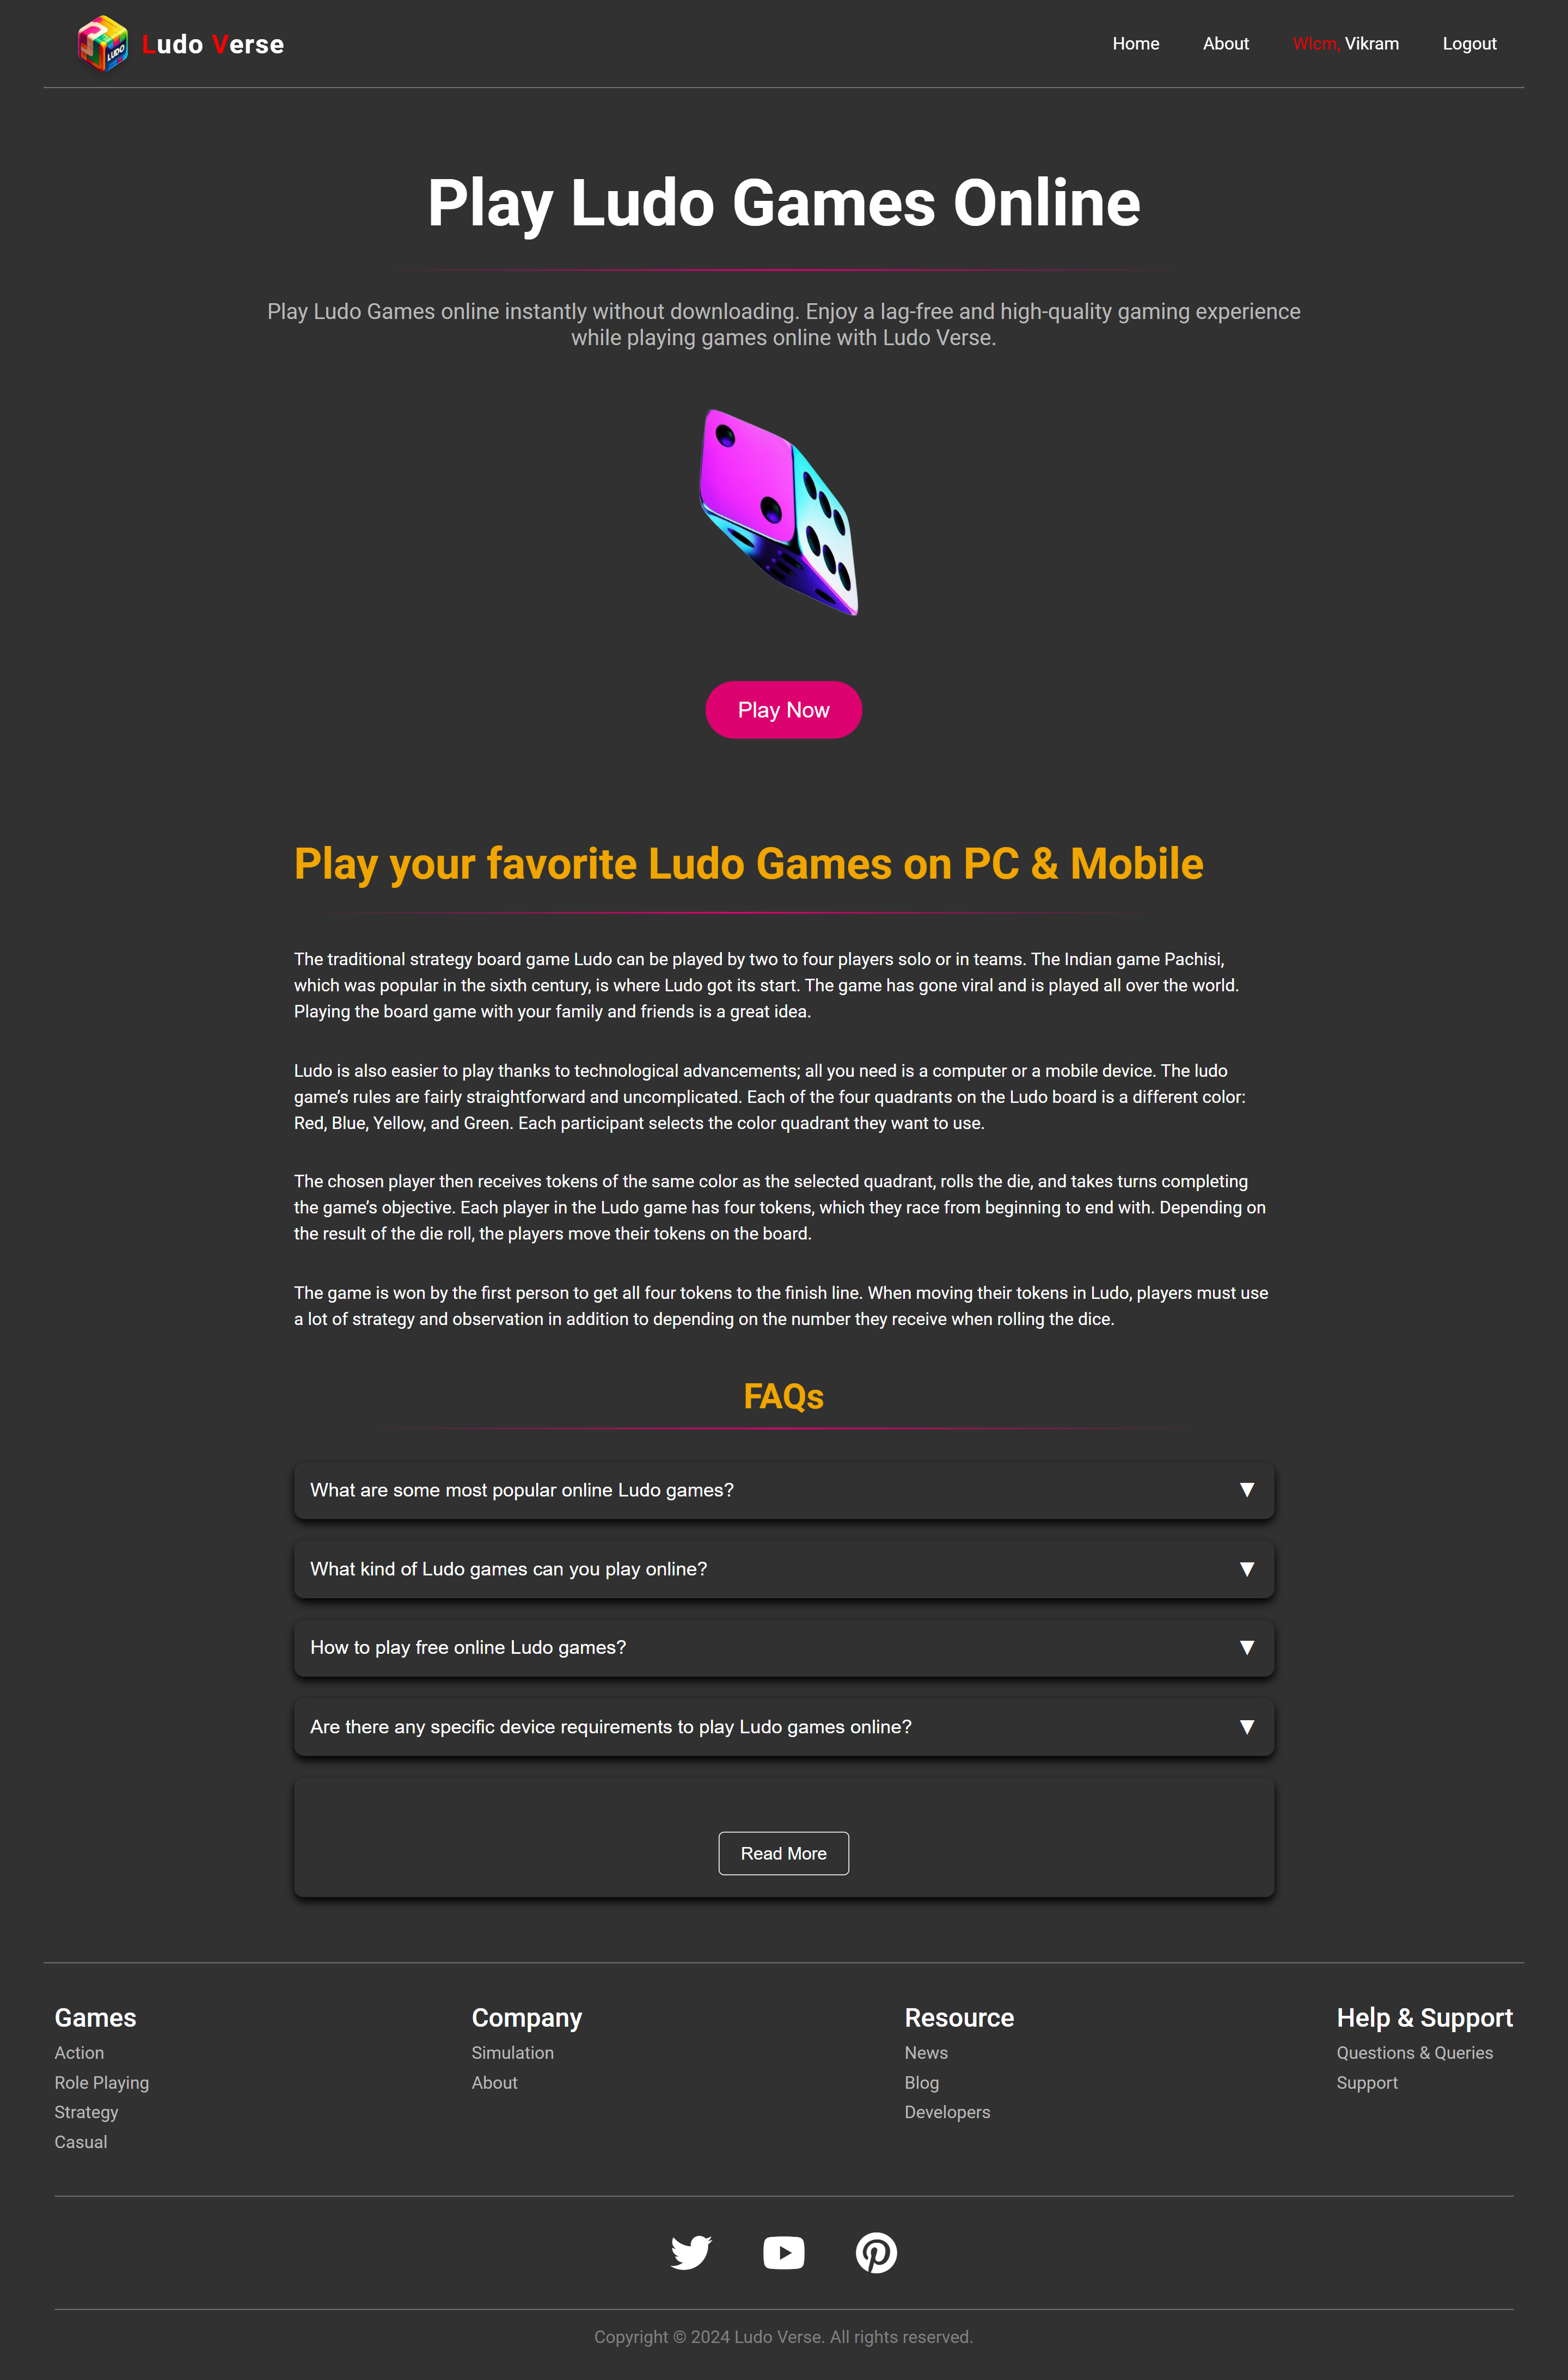 LUDO
Ludo Verse
Home
About
Wlcm, Vikram
Logout
Play Ludo Games Online
Play Ludo Games online instantly without downloading. Enjoy a lag-free and high-quality gaming experience
while playing games online with Ludo Verse.
Play Now
Play your favorite Ludo Games on PC & Mobile
The traditional strategy board game Ludo can be played by two to four players solo or in teams. The Indian game Pachisi,
which was popular in the sixth century, is where Ludo got its start. The game has gone viral and is played all over the world.
Playing the board game with your family and friends is a great idea.
Ludo is also easier to play thanks to technological advancements; all you need is a computer or a mobile device. The ludo
game’s rules are fairly straightforward and uncomplicated. Each of the four quadrants on the Ludo board is a different color:
Red, Blue, Yellow, and Green. Each participant selects the color quadrant they want to use.
The chosen player then receives tokens of the same color as the selected quadrant, rolls the die, and takes turns completing
the game’s objective. Each player in the Ludo game has four tokens, which they race from beginning to end with. Depending on
the result of the die roll, the players move their tokens on the board.
The game is won by the first person to get all four tokens to the finish line. When moving their tokens in Ludo, players must use
a lot of strategy and observation in addition to depending on the number they receive when rolling the dice.
FAQs
What are some most popular online Ludo games?
What kind of Ludo games can you play online?
How to play free online Ludo games?
Are there any specific device requirements to play Ludo games online?
Read More
Games
Action
Role Playing
Strategy
Casual
Company
Simulation
About
Resource
News
Blog
Developers
Help & Support
Questions & Queries
Support
Copyright © 2024 Ludo Verse. All rights reserved.